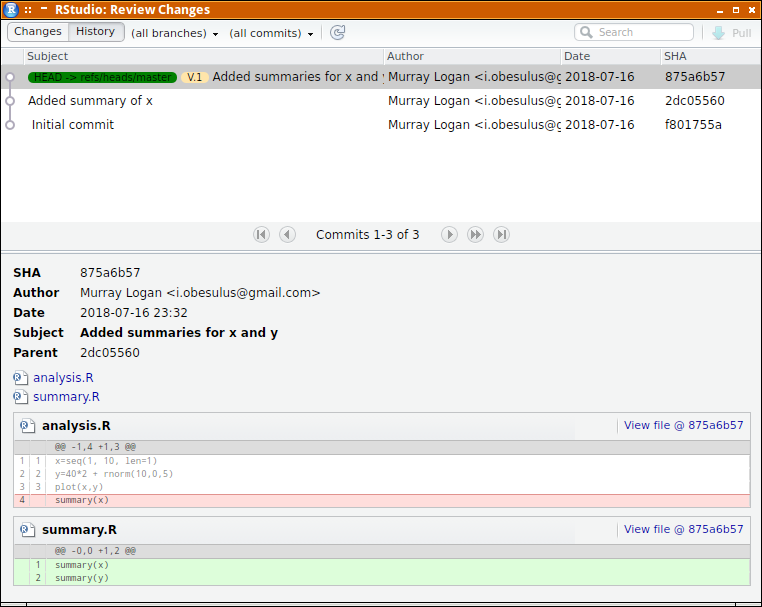 RStudio: Review Changes
Changes History (all branches) (all commits) Search Pull
Subject Author Date SHA
HEAD -> refs/heads/master V.1 Added summaries for x and y Murray Logan <i.obesulus@g 2018-07-16 875a6b57
Added summary of x Murray Logan <i.obesulus@g 2018-07-16 2dc05560
Initial commit Murray Logan <i.obesulus@g 2018-07-16 f801755a
Commits 1-3 of 3
SHA 875a6b57
Author Murray Logan <i.obesulus@gmail.com>
Date 2018-07-16 23:32
Subject Added summaries for x and y
Parent 2dc05560
analysis.R
summary.R
analysis.R View file @ 875a6b57
@@ -1,4 +1,3 @@
1 1 x=seq(1, 10, len=1)
2 2 y=40*2 + rnorm(10,0,5)
3 3 plot(x,y)
4 summary(x)
summary.R View file @ 875a6b57
@@ -0,0 +1,2 @@
1 summary(x)
2 summary(y)